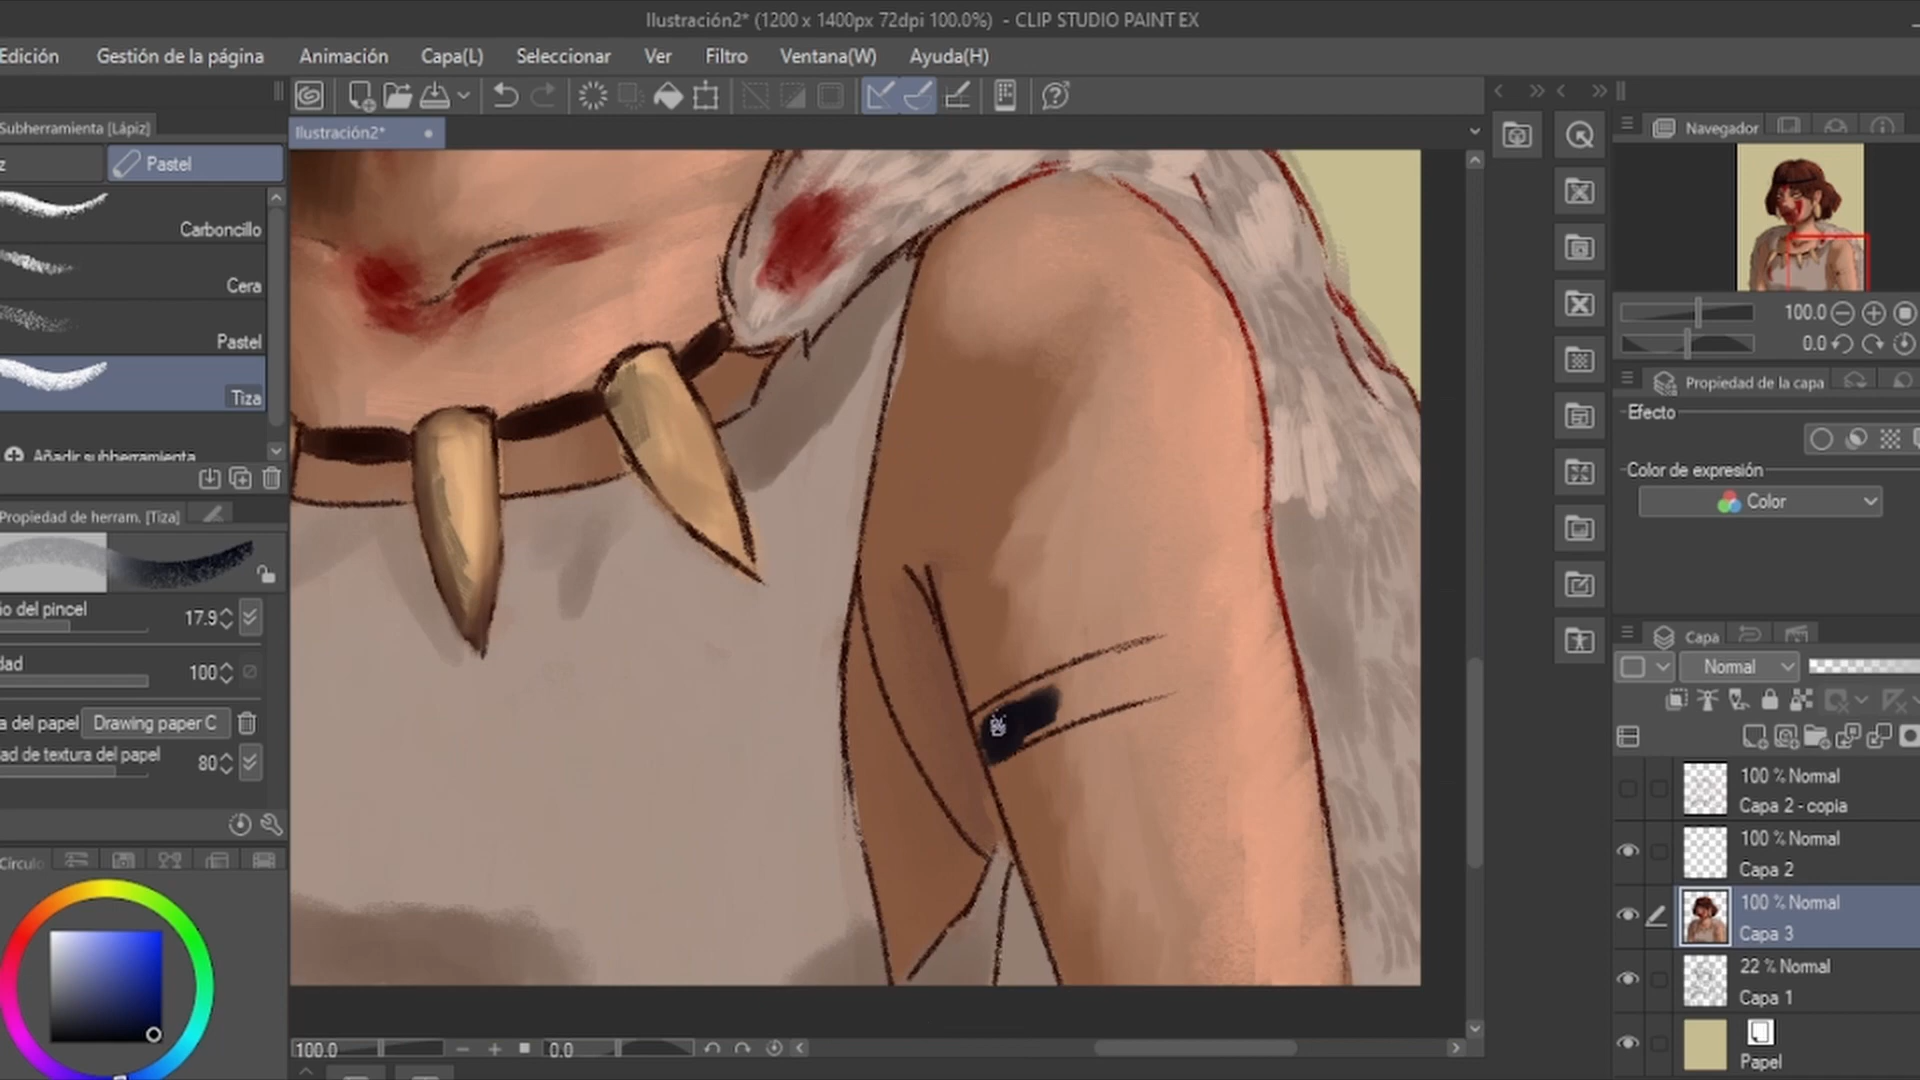 Ilustración2* (1200 x 1400px 72dpi 100.0%) - CLIP STUDIO PAINT EX
Edición Gestión de la página Animación Capa(L) Seleccionar Ver Filtro Ventana(W) Ayuda(H)
Subherramienta [Lápiz]
Ilustración2*
z Pastel
Carboncillo
Cera
Pastel
Tiza
Añadir subherramienta
Propiedad de herram. [Tiza]
o del pincel 17.9
dad 100
a del papel Drawing paper C
ad de textura del papel 80
Círculo
100.0 0.0
Navegador
100.0
0.0
Propiedad de la capa
Efecto
Color de expresión
Color
Capa
Normal
100 % Normal
Capa 2 - copia
100 % Normal
Capa 2
100 % Normal
Capa 3
22 % Normal
Capa 1
Papel